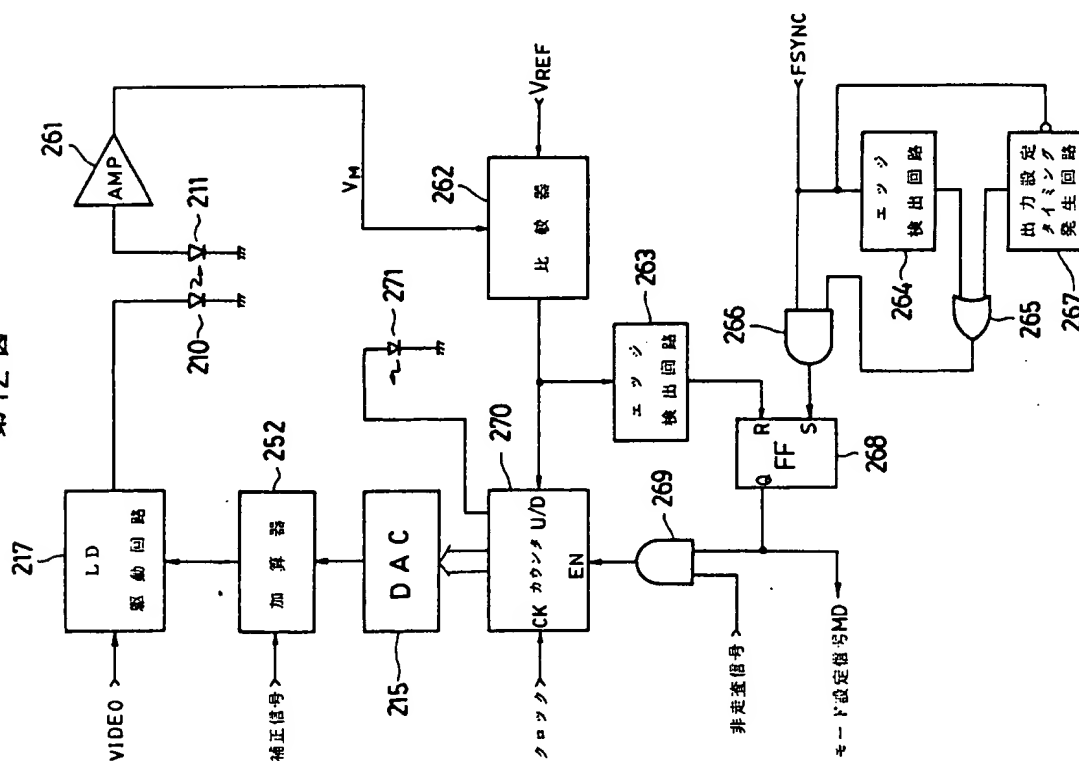 第12図
261
AMP
211
210
VM
VREF
262
比較器
271
263
エッジ
検出回路
217
LD
駆動回路
252
加算器
DAC
215
270
CK カウンタ U/D
EN
269
266
R
FF
S
Q
268
FSYNC
エッジ
検出回路
264
265
出力設定
タイミング
発生回路
267
VIDEO
補正信号
クロック
非走査信号
モード設定信号MD